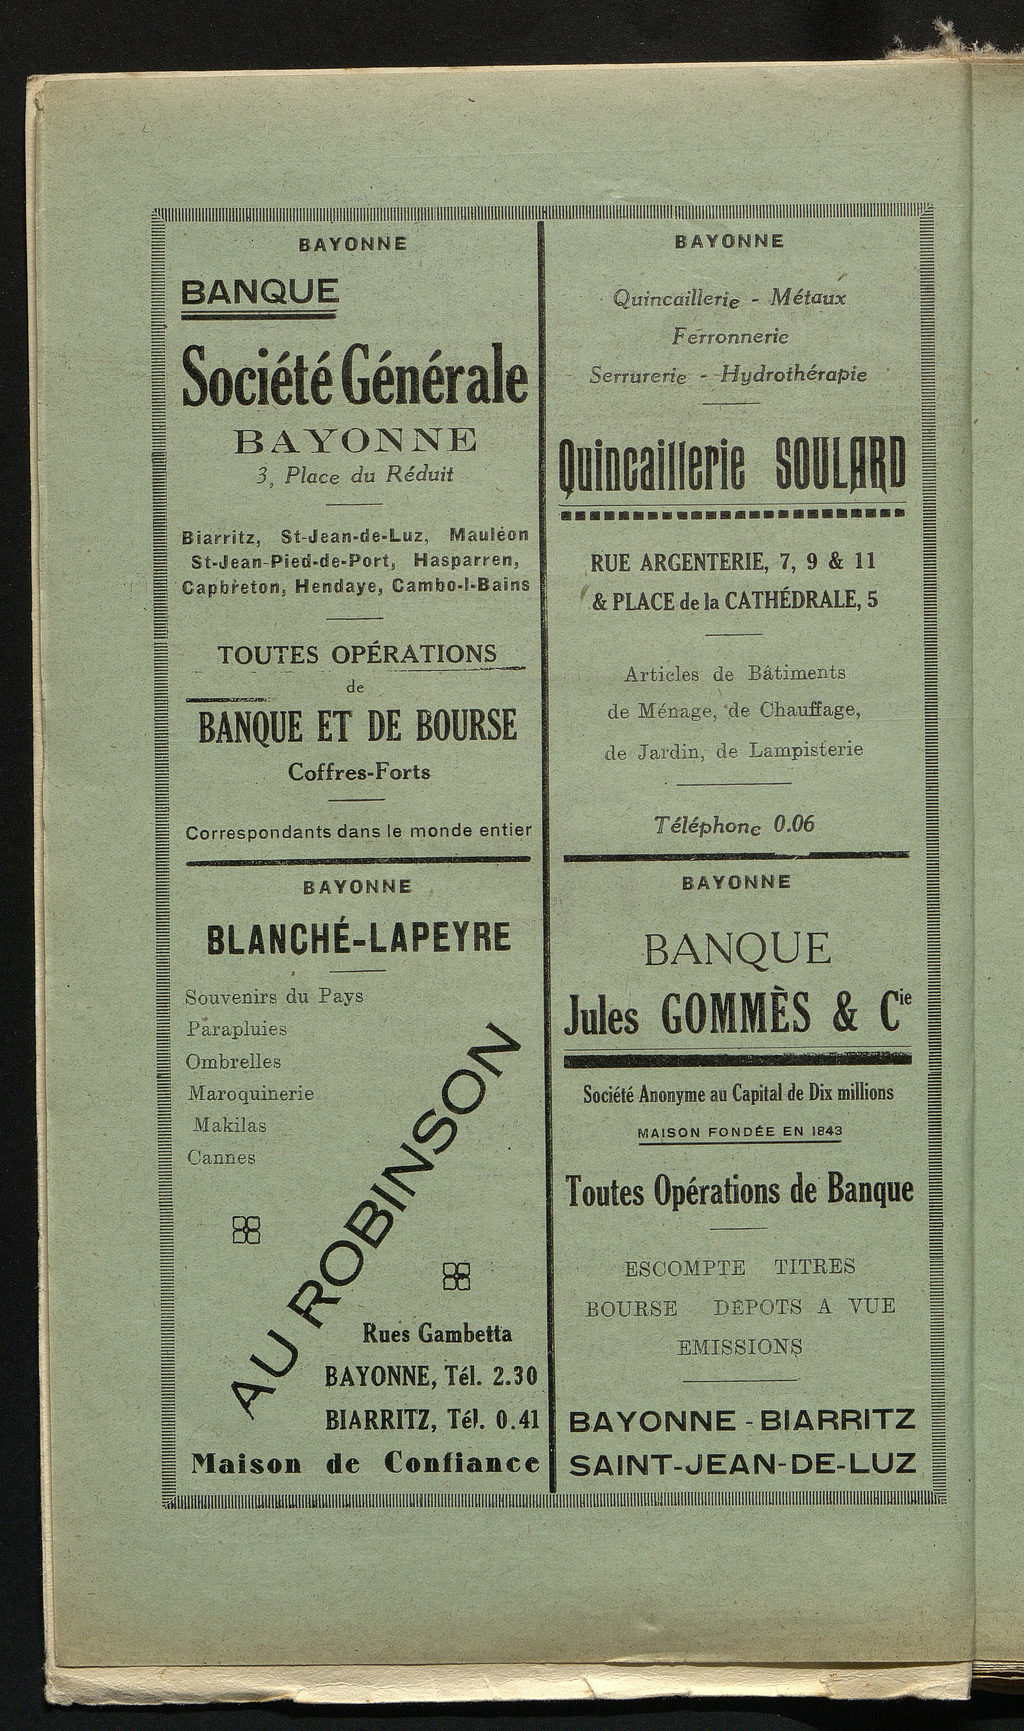 BAYONNE
BANQUE
Société Générale
BAYONNE
3, Place du Réduit
Biarritz, St-Jean-de-Luz, Mauléon
St-Jean-Pied-de-Port, Hasparren,
Capbreton, Hendaye, Cambo-l-Bains
TOUTES OPÉRATIONS
de
BANQUE ET DE BOURSE
Coffres-Forts
Correspondants dans le monde entier
BAYONNE
BLANCHÉ-LAPEYRE
Souvenirs du Pays
Parapluies
Ombrelles
Maroquinerie
Makilas
Cannes
AU ROBINSON
Rues Gambetta
BAYONNE, Tél. 2.30
BIARRITZ, Tél. 0.41
Maison de Confiance
BAYONNE
Quincaillerie - Métaux
Ferronnerie
Serrurerie - Hydrothérapie
Quincaillerie SOULARD
RUE ARGENTERIE, 7, 9 & 11
& PLACE de la CATHÉDRALE, 5
Articles de Bâtiments
de Ménage, de Chauffage,
de Jardin, de Lampisterie
Téléphone 0.06
BAYONNE
BANQUE
Jules GOMMÈS & Cie
Société Anonyme au Capital de Dix millions
MAISON FONDÉE EN 1843
Toutes Opérations de Banque
ESCOMPTE TITRES
BOURSE DÉPOTS A VUE
EMISSIONS
BAYONNE - BIARRITZ
SAINT-JEAN-DE-LUZ